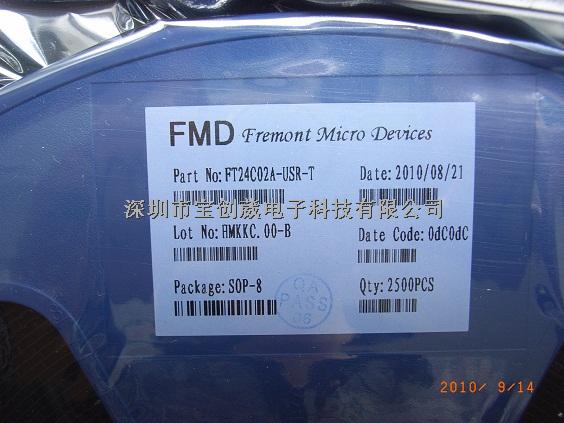 FMD Fremont Micro Devices
Part No: FT24C02A-USR-T Date: 2010/08/21
深圳市宝创葳电子科技有限公司
Lot No: HMKKC.00-B Date Code: 0dC0dC
Package: SOP-8 Qty: 2500PCS
QA
PASS
06
2010/ 9/14